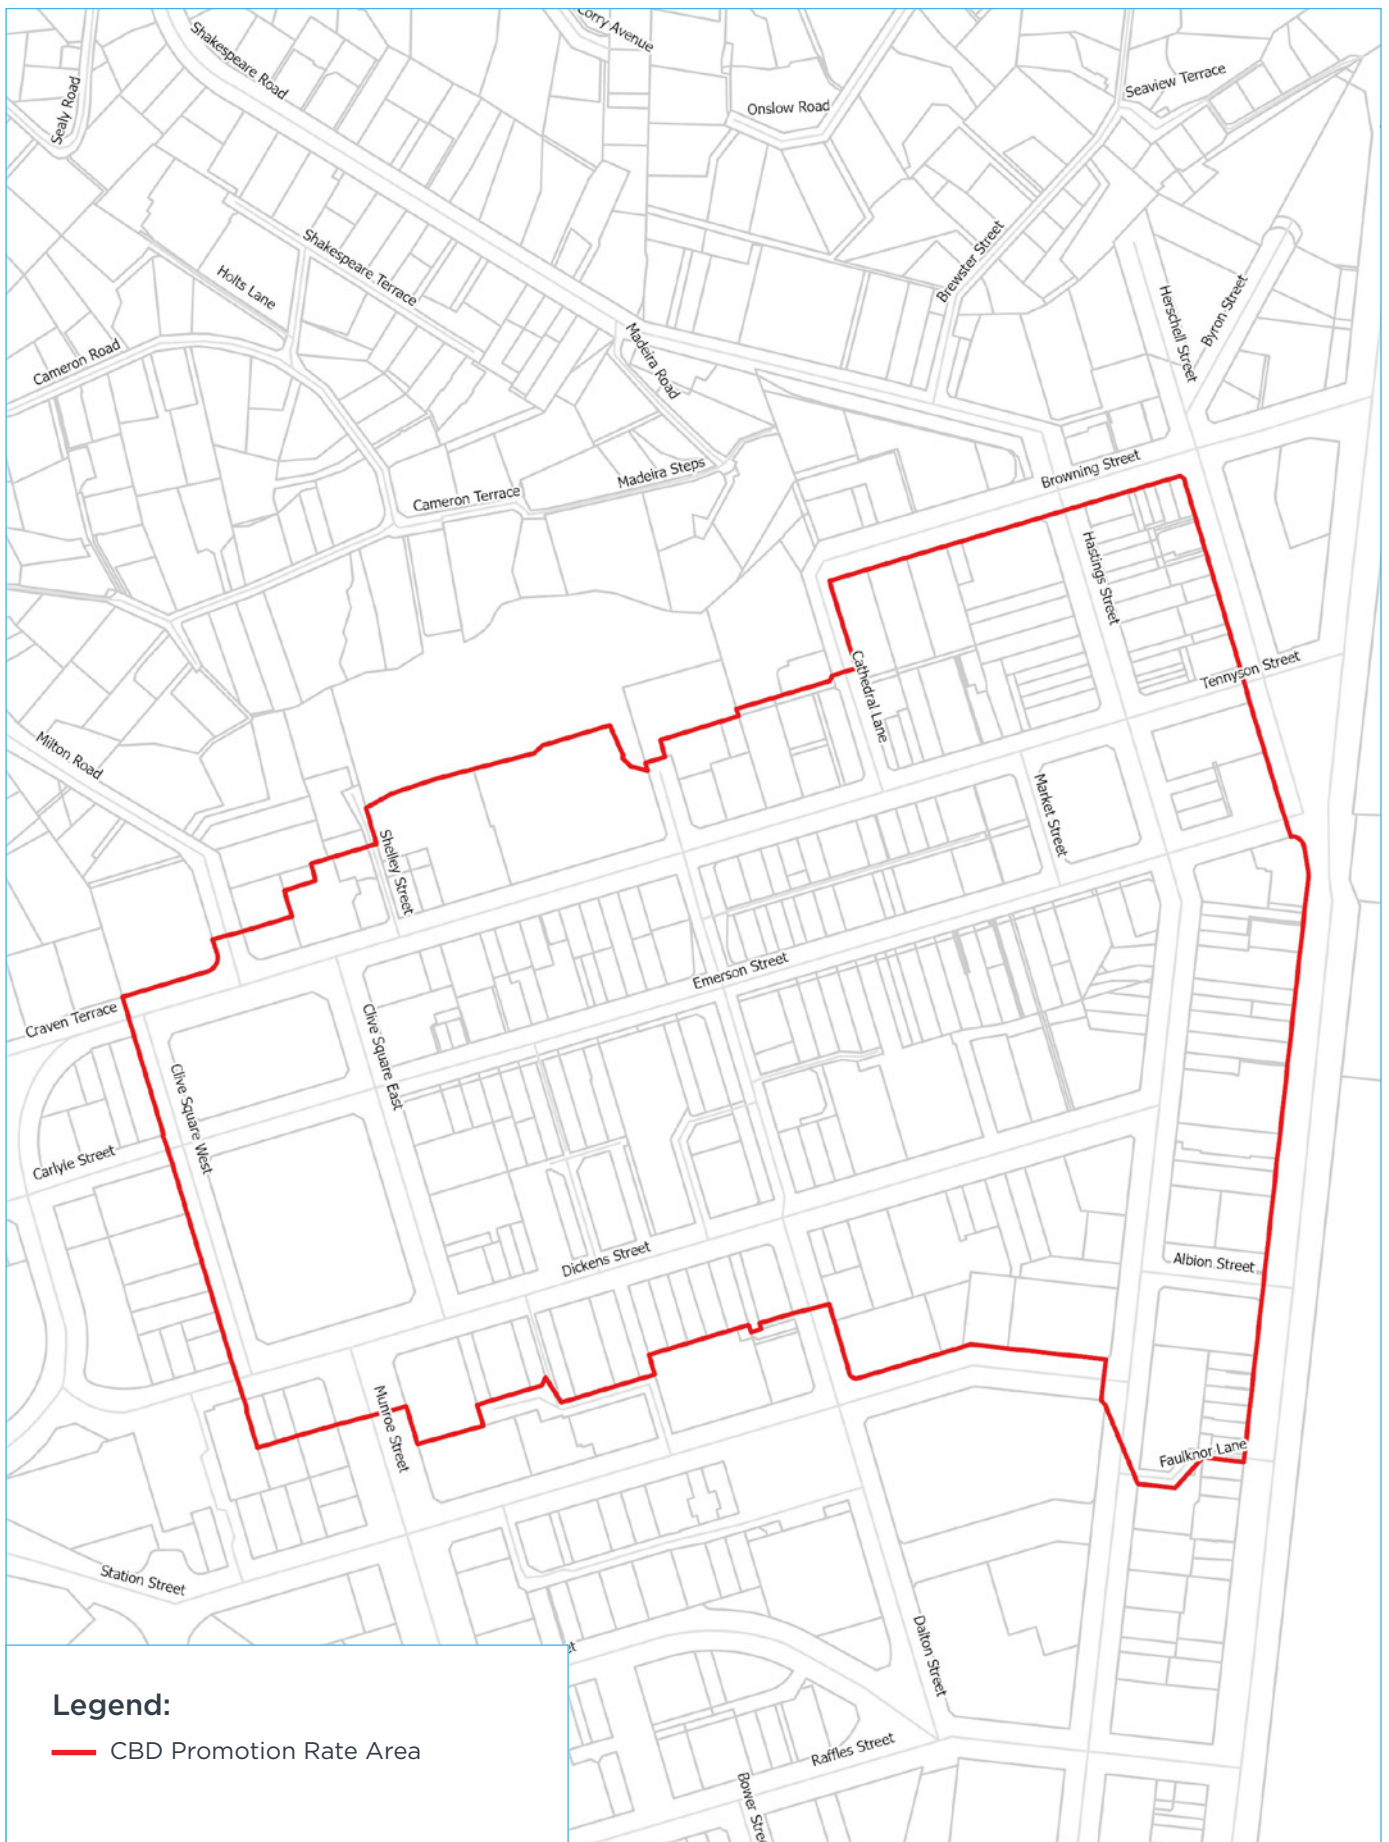 Corry Avenue
Shakespeare Road
Sealy Road
Onslow Road
Seaview Terrace
Shakespeare Terrace
Holts Lane
Brewster Street
Herschell Street
Byron Street
Cameron Road
Madeira Road
Browning Street
Madeira Steps
Cameron Terrace
Hastings Street
Tennyson Street
Cathedral Lane
Milton Road
Market Street
Shelley Street
Emerson Street
Craven Terrace
Clive Square East
Clive Square West
Carlyle Street
Dickens Street
Albion Street
Munroe Street
Faulknor Lane
Station Street
Dalton Street
Raffles Street
Bower Stree
Legend:
CBD Promotion Rate Area